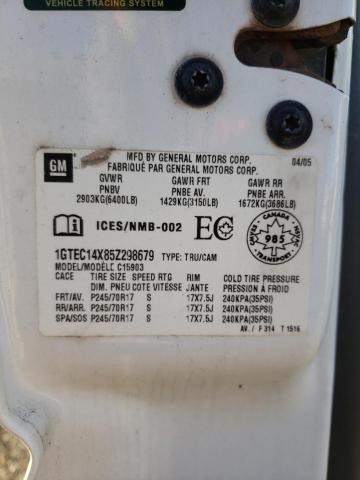 VEHICLE TRACING SYSTEM
GM
MFD BY GENERAL MOTORS CORP.
04/05
FABRIQUÉ PAR GENERAL MOTORS CORP.
GVWR GAWR FRT GAWR RR
PNBV PNBE AV. PNBE ARR.
2903KG(6400LB) 1429KG(3150LB) 1672KG(3686LB)
ICES/NMB-002 EC
CANADA
985
1GTEC14X85Z298679 TYPE: TRU/CAM
MODEL/MODÈLE C15903
CACE TIRE SIZE SPEED RTG RIM COLD TIRE PRESSURE
DIM. PNEU COTE VITESSE JANTE PRESSION A FROID
FRT/AV. P245/70R17 S 17X7.5J 240KPA(35PSI)
RR/ARR. P245/70R17 S 17X7.5J 240KPA(35PSI)
SPA/SOS P245/70R17 S 17X7.5J 240KPA(35PSI)
AV. / F 314 T 1516